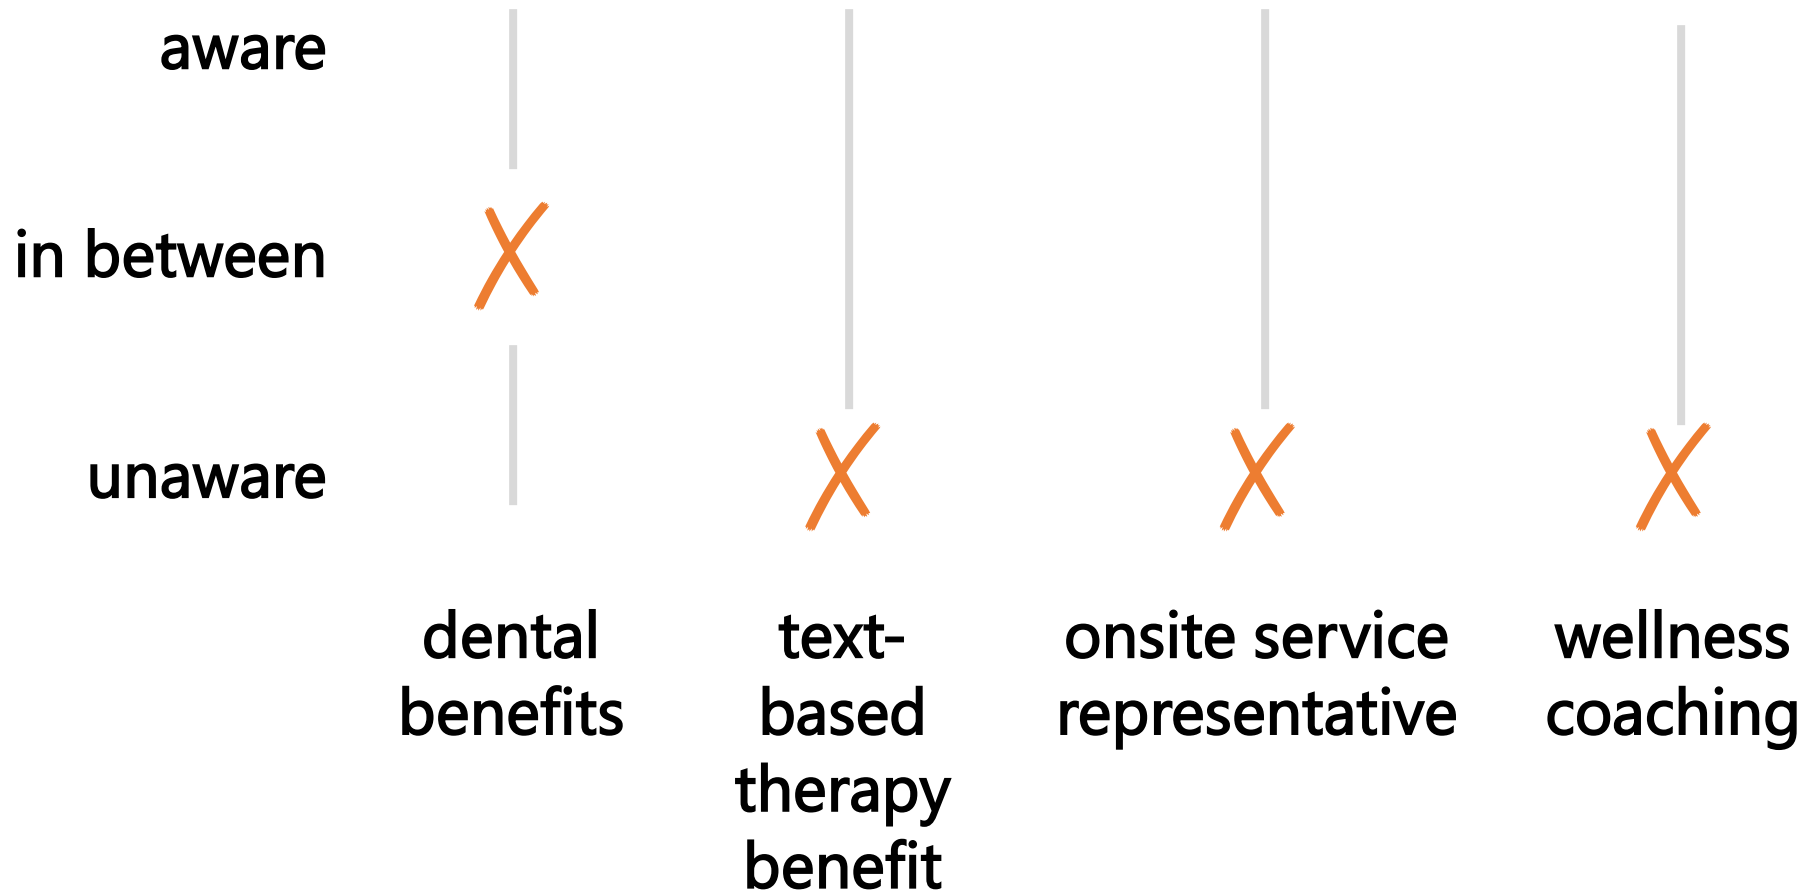 aware
in between
unaware
dental
benefits
text-
based
therapy
benefit
onsite service
representative
wellness
coaching